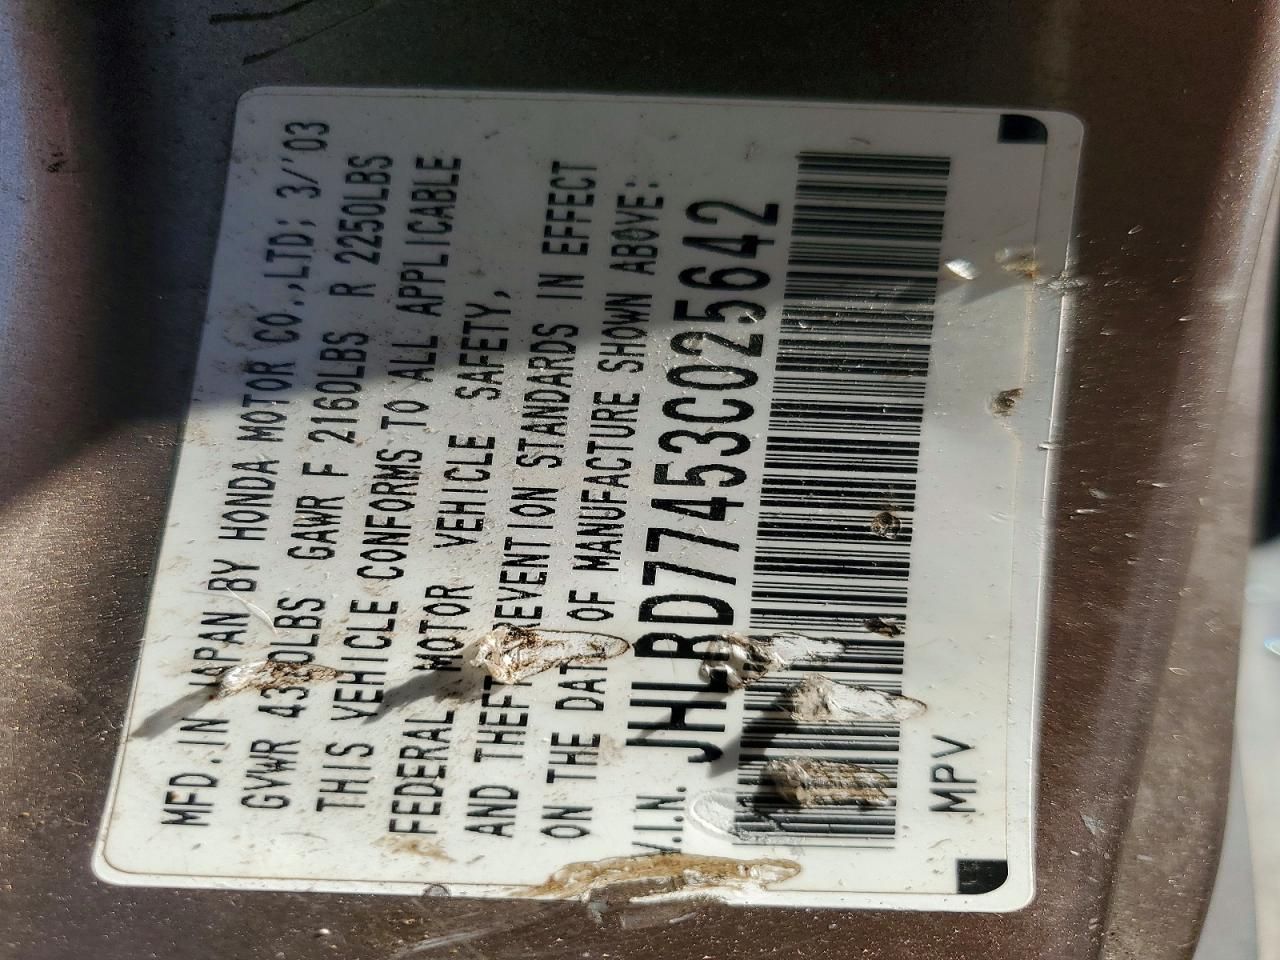 MFD.IN JAPAN BY HONDA MOTOR CO.,LTD; 3/'03
GVWR GAWR F 2160LBS R 2250LBS
THIS VEHICLE CONFORMS TO ALL APPLICABLE
FEDERAL MOTOR VEHICLE SAFETY,
AND THEFT PREVENTION STANDARDS IN EFFECT
ON THE DATE OF MANUFACTURE SHOWN ABOVE:
V.I.N. JHLRD77453C025642
MPV